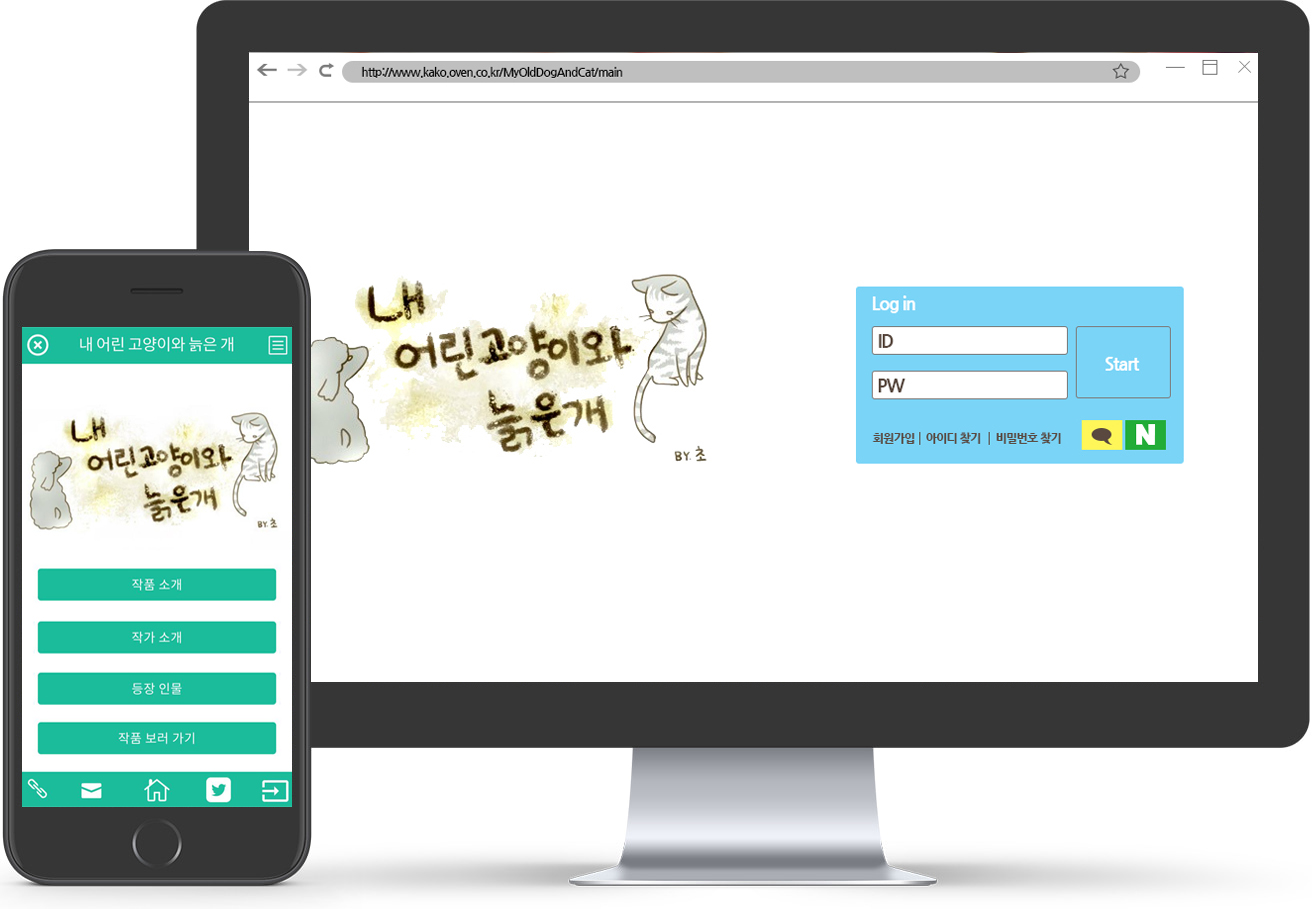 http://www.kako.oven.co.kr/MyOldDogAndCat/main
내
어린고양이와
늙은개
BY. 초
Log in
ID
PW
Start
회원가입 | 아이디 찾기 | 비밀번호 찾기
N
내 어린 고양이와 늙은 개
내
어린고양이와
늙은개
BY. 초
작품 소개
작가 소개
등장 인물
작품 보러 가기